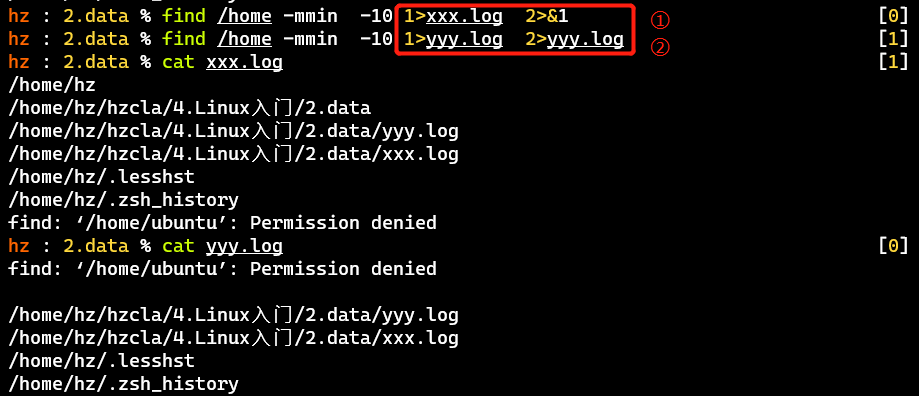 hz : 2.data % find /home -mmin  -10 1>xxx.log  2>&1 ① [0]
hz : 2.data % find /home -mmin  -10 1>yyy.log  2>yyy.log ② [1]
hz : 2.data % cat xxx.log [1]
/home/hz
/home/hz/hzcla/4.Linux入门/2.data
/home/hz/hzcla/4.Linux入门/2.data/yyy.log
/home/hz/hzcla/4.Linux入门/2.data/xxx.log
/home/hz/.lesshst
/home/hz/.zsh_history
find: ‘/home/ubuntu’: Permission denied
hz : 2.data % cat yyy.log [0]
find: ‘/home/ubuntu’: Permission denied
/home/hz/hzcla/4.Linux入门/2.data/yyy.log
/home/hz/hzcla/4.Linux入门/2.data/xxx.log
/home/hz/.lesshst
/home/hz/.zsh_history